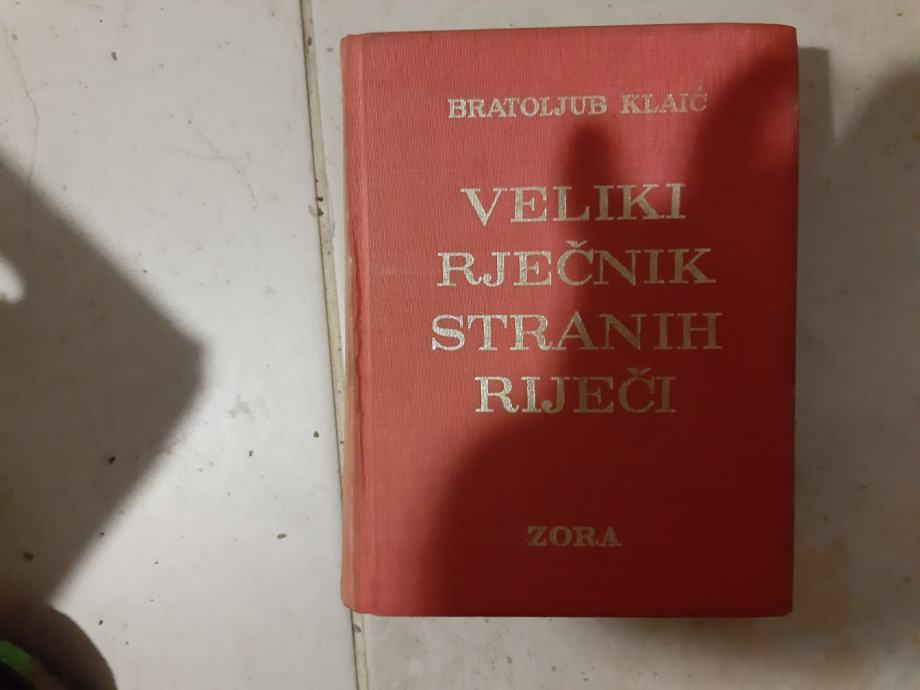 BRATOLJUB KLAIĆ
VELIKI
RJEČNIK
STRANIH
RIJEČI
ZORA